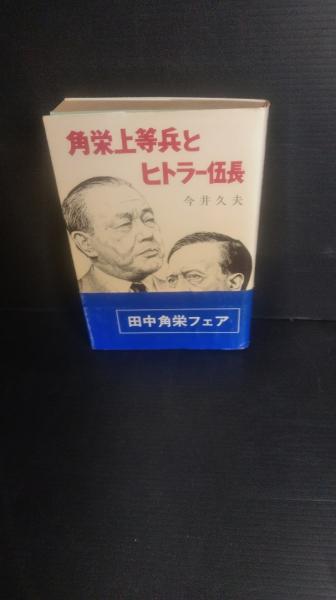 角栄上等兵と
ヒトラー伍長
今井久夫
田中角栄フェア